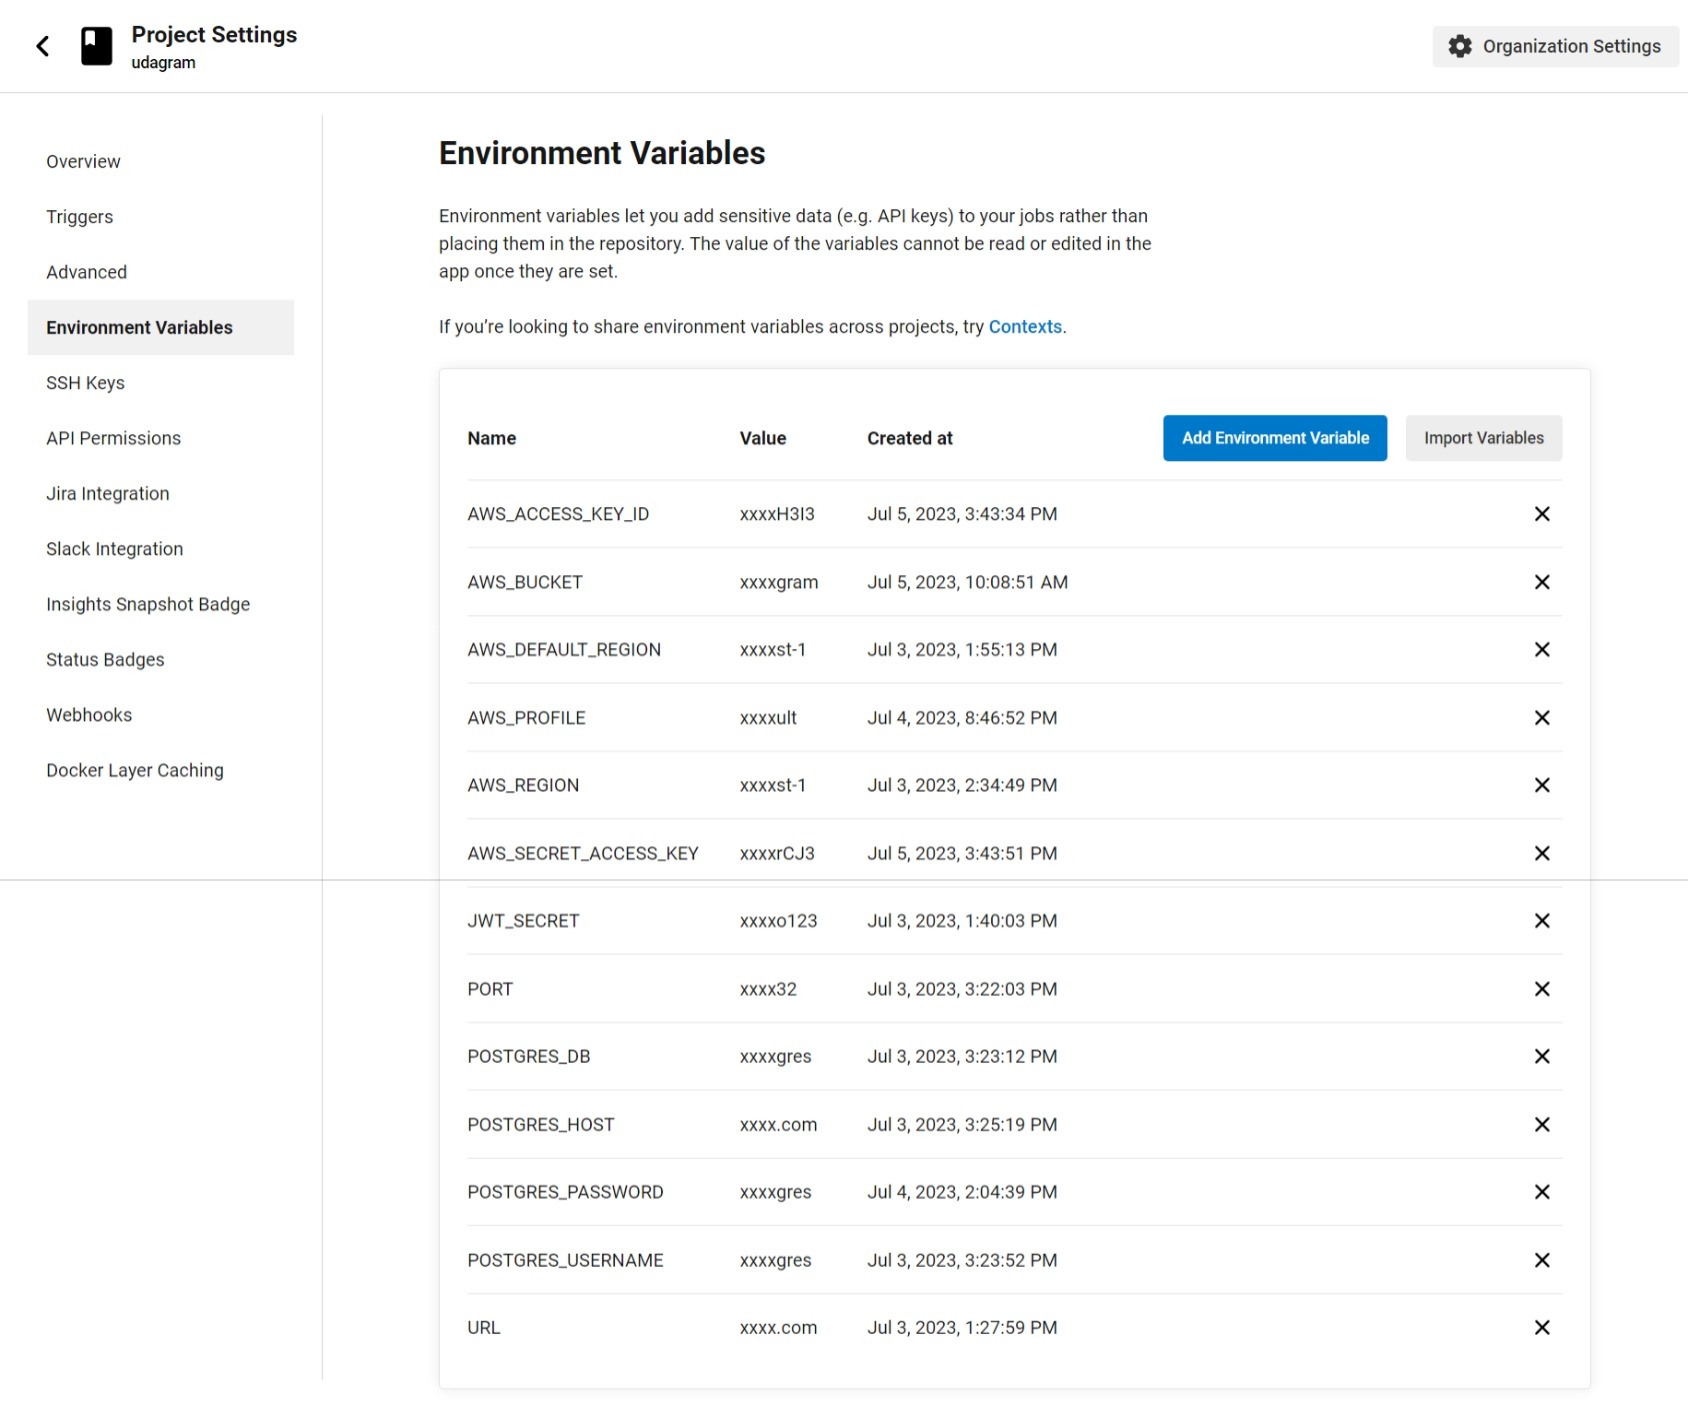 Project Settings
udagram
Organization Settings
Overview
Triggers
Advanced
Environment Variables
SSH Keys
API Permissions
Jira Integration
Slack Integration
Insights Snapshot Badge
Status Badges
Webhooks
Docker Layer Caching
Environment Variables
Environment variables let you add sensitive data (e.g. API keys) to your jobs rather than
placing them in the repository. The value of the variables cannot be read or edited in the
app once they are set.
If you’re looking to share environment variables across projects, try Contexts.
Name Value Created at Add Environment Variable Import Variables
AWS_ACCESS_KEY_ID xxxxH3I3 Jul 5, 2023, 3:43:34 PM
AWS_BUCKET xxxxgram Jul 5, 2023, 10:08:51 AM
AWS_DEFAULT_REGION xxxxst-1 Jul 3, 2023, 1:55:13 PM
AWS_PROFILE xxxxult Jul 4, 2023, 8:46:52 PM
AWS_REGION xxxxst-1 Jul 3, 2023, 2:34:49 PM
AWS_SECRET_ACCESS_KEY xxxxrCJ3 Jul 5, 2023, 3:43:51 PM
JWT_SECRET xxxxo123 Jul 3, 2023, 1:40:03 PM
PORT xxxx32 Jul 3, 2023, 3:22:03 PM
POSTGRES_DB xxxxgres Jul 3, 2023, 3:23:12 PM
POSTGRES_HOST xxxx.com Jul 3, 2023, 3:25:19 PM
POSTGRES_PASSWORD xxxxgres Jul 4, 2023, 2:04:39 PM
POSTGRES_USERNAME xxxxgres Jul 3, 2023, 3:23:52 PM
URL xxxx.com Jul 3, 2023, 1:27:59 PM